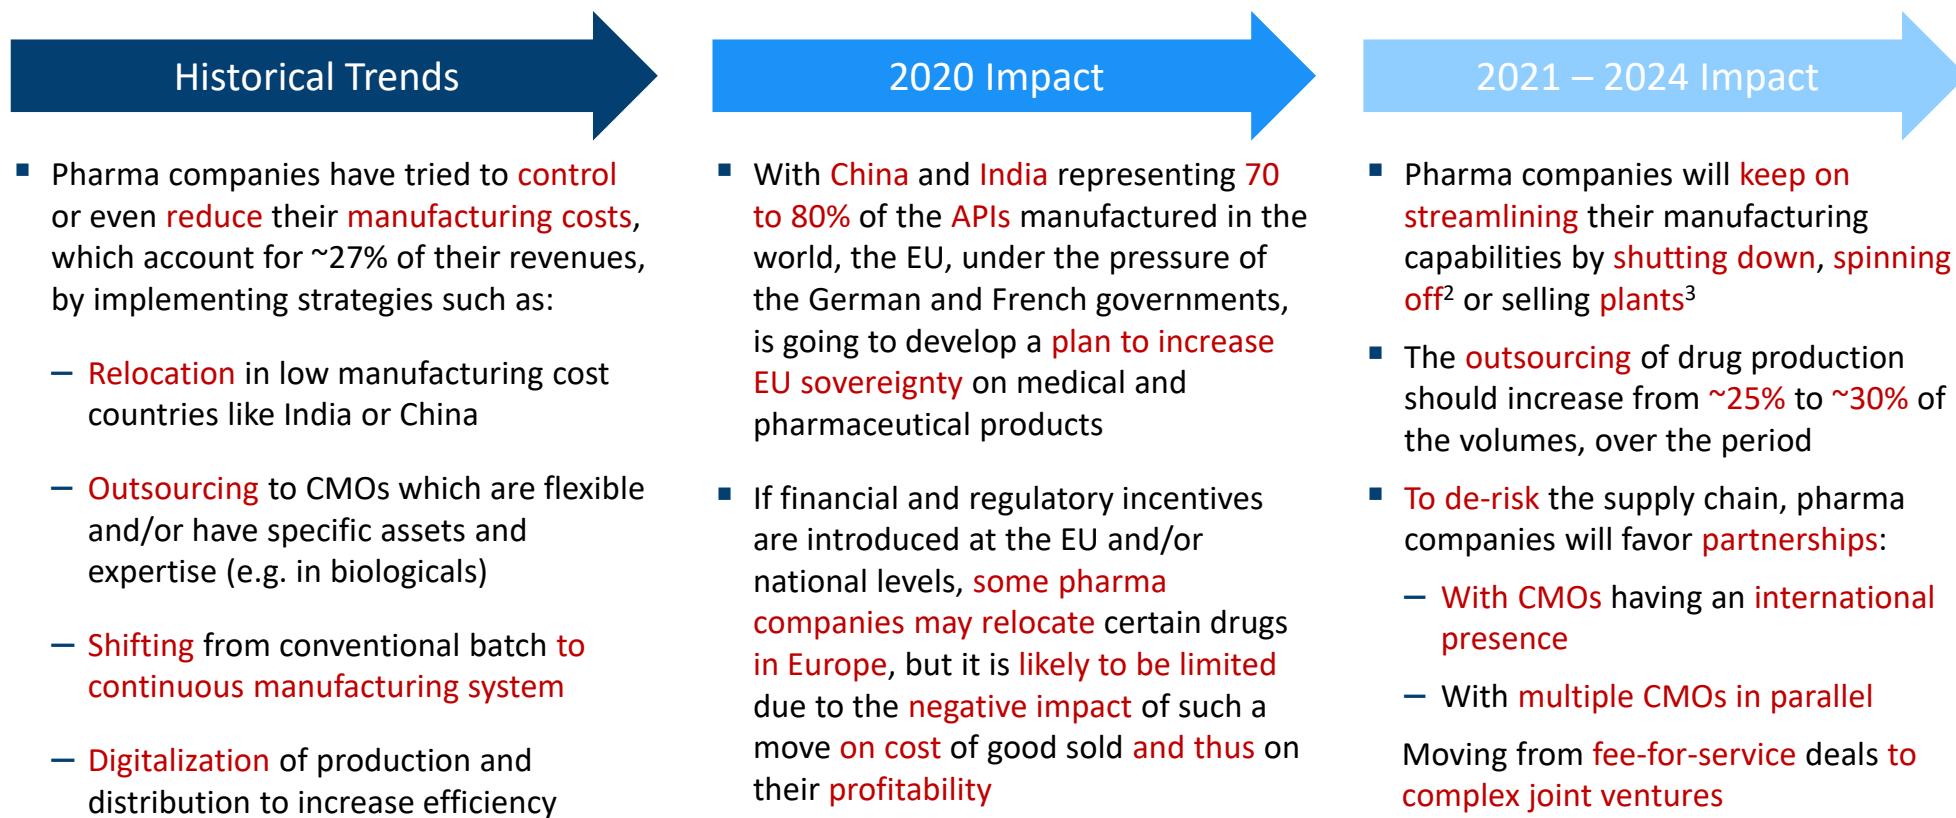 Historical Trends
▪ Pharma companies have tried to control
or even reduce their manufacturing costs,
which account for ~27% of their revenues,
by implementing strategies such as:
– Relocation in low manufacturing cost
countries like India or China
– Outsourcing to CMOs which are flexible
and/or have specific assets and
expertise (e.g. in biologicals)
– Shifting from conventional batch to
continuous manufacturing system
– Digitalization of production and
distribution to increase efficiency
2020 Impact
▪ With China and India representing 70
to 80% of the APIs manufactured in the
world, the EU, under the pressure of
the German and French governments,
is going to develop a plan to increase
EU sovereignty on medical and
pharmaceutical products
▪ If financial and regulatory incentives
are introduced at the EU and/or
national levels, some pharma
companies may relocate certain drugs
in Europe, but it is likely to be limited
due to the negative impact of such a
move on cost of good sold and thus on
their profitability
2021 – 2024 Impact
▪ Pharma companies will keep on
streamlining their manufacturing
capabilities by shutting down, spinning
off² or selling plants³
▪ The outsourcing of drug production
should increase from ~25% to ~30% of
the volumes, over the period
▪ To de-risk the supply chain, pharma
companies will favor partnerships:
– With CMOs having an international
presence
– With multiple CMOs in parallel
Moving from fee-for-service deals to
complex joint ventures